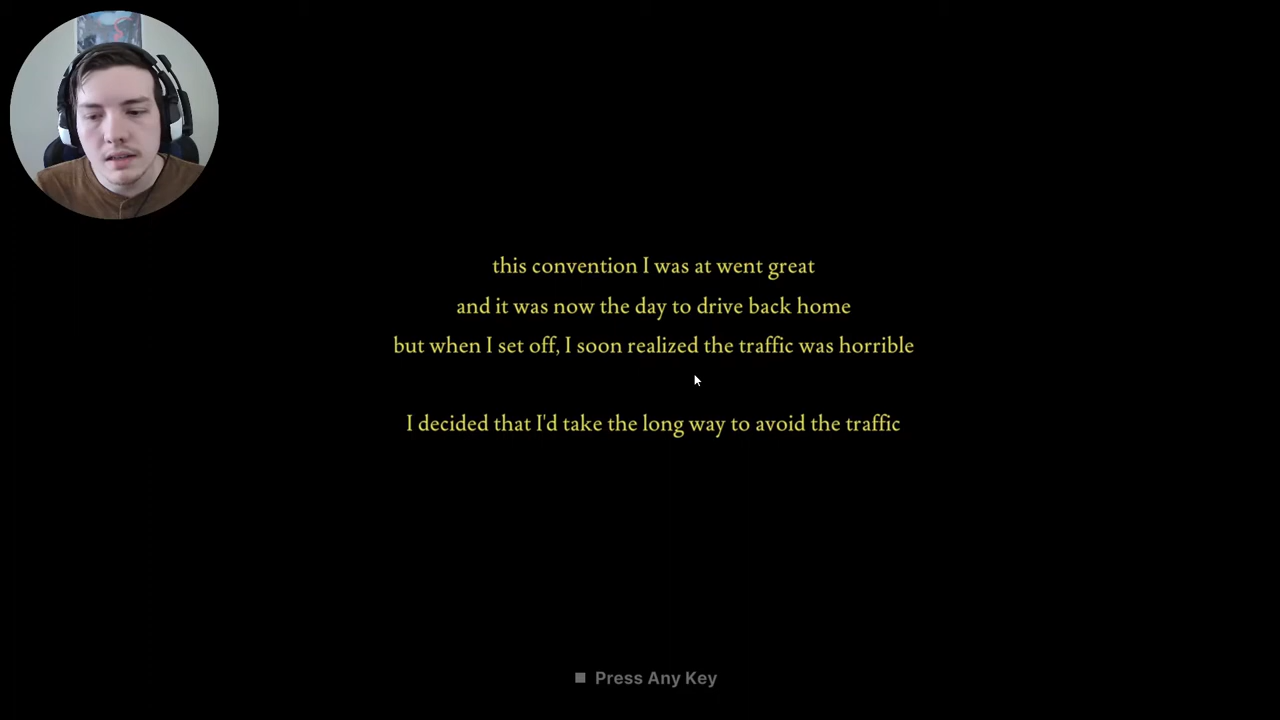 this convention I was at went great
and it was now the day to drive back home
but when I set off, I soon realized the traffic was horrible
I decided that I'd take the long way to avoid the traffic
Press Any Key